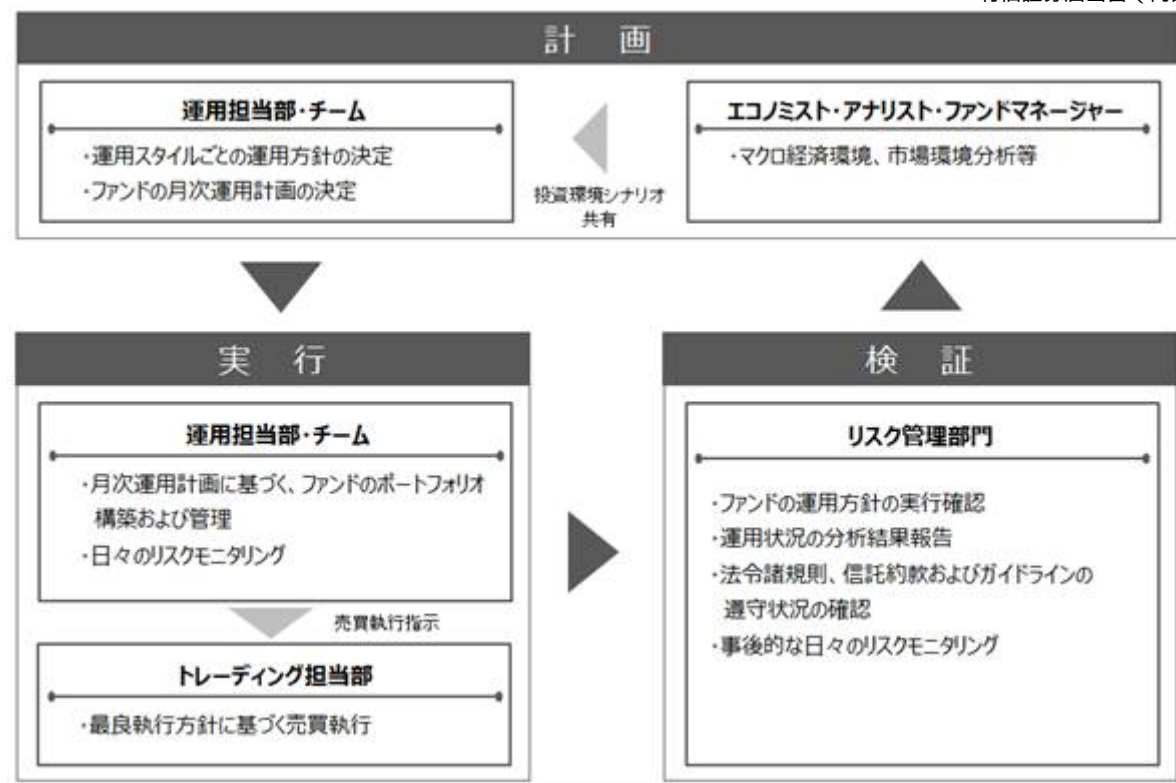 計 画
運用担当部・チーム
・運用スタイルごとの運用方針の決定
・ファンドの月次運用計画の決定
投資環境シナリオ
共有
エコノミスト・アナリスト・ファンドマネージャー
・マクロ経済環境、市場環境分析等
実 行
運用担当部・チーム
・月次運用計画に基づく、ファンドのポートフォリオ
構築および管理
・日々のリスクモニタリング
売買執行指示
トレーディング担当部
・最良執行方針に基づく売買執行
検 証
リスク管理部門
・ファンドの運用方針の実行確認
・運用状況の分析結果報告
・法令諸規則、信託約款およびガイドラインの
遵守状況の確認
・事後的な日々のリスクモニタリング